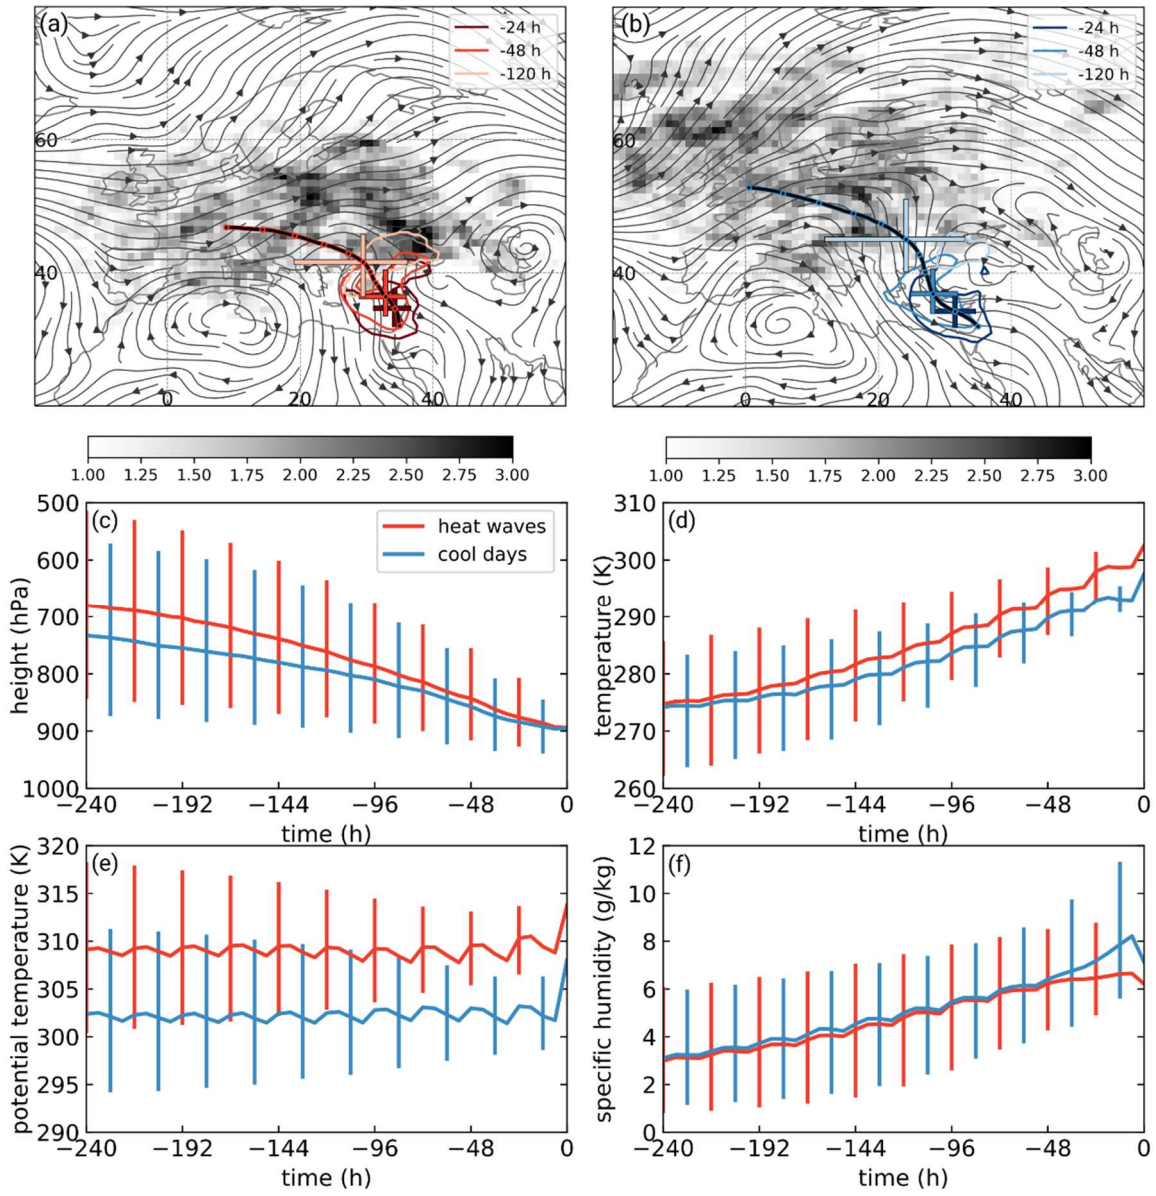 (a)
-24 h
-48 h
-120 h
60
40
0
20
40
(b)
-24 h
-48 h
-120 h
60
40
0
20
40
1.00 1.25 1.50 1.75 2.00 2.25 2.50 2.75 3.00
1.00 1.25 1.50 1.75 2.00 2.25 2.50 2.75 3.00
(c)
heat waves
cool days
height (hPa)
500
600
700
800
900
1000
−240 −192 −144 −96 −48 0
time (h)
(d)
temperature (K)
310
300
290
280
270
260
−240 −192 −144 −96 −48 0
time (h)
(e)
potential temperature (K)
320
315
310
305
300
295
290
−240 −192 −144 −96 −48 0
time (h)
(f)
specific humidity (g/kg)
12
10
8
6
4
2
0
−240 −192 −144 −96 −48 0
time (h)